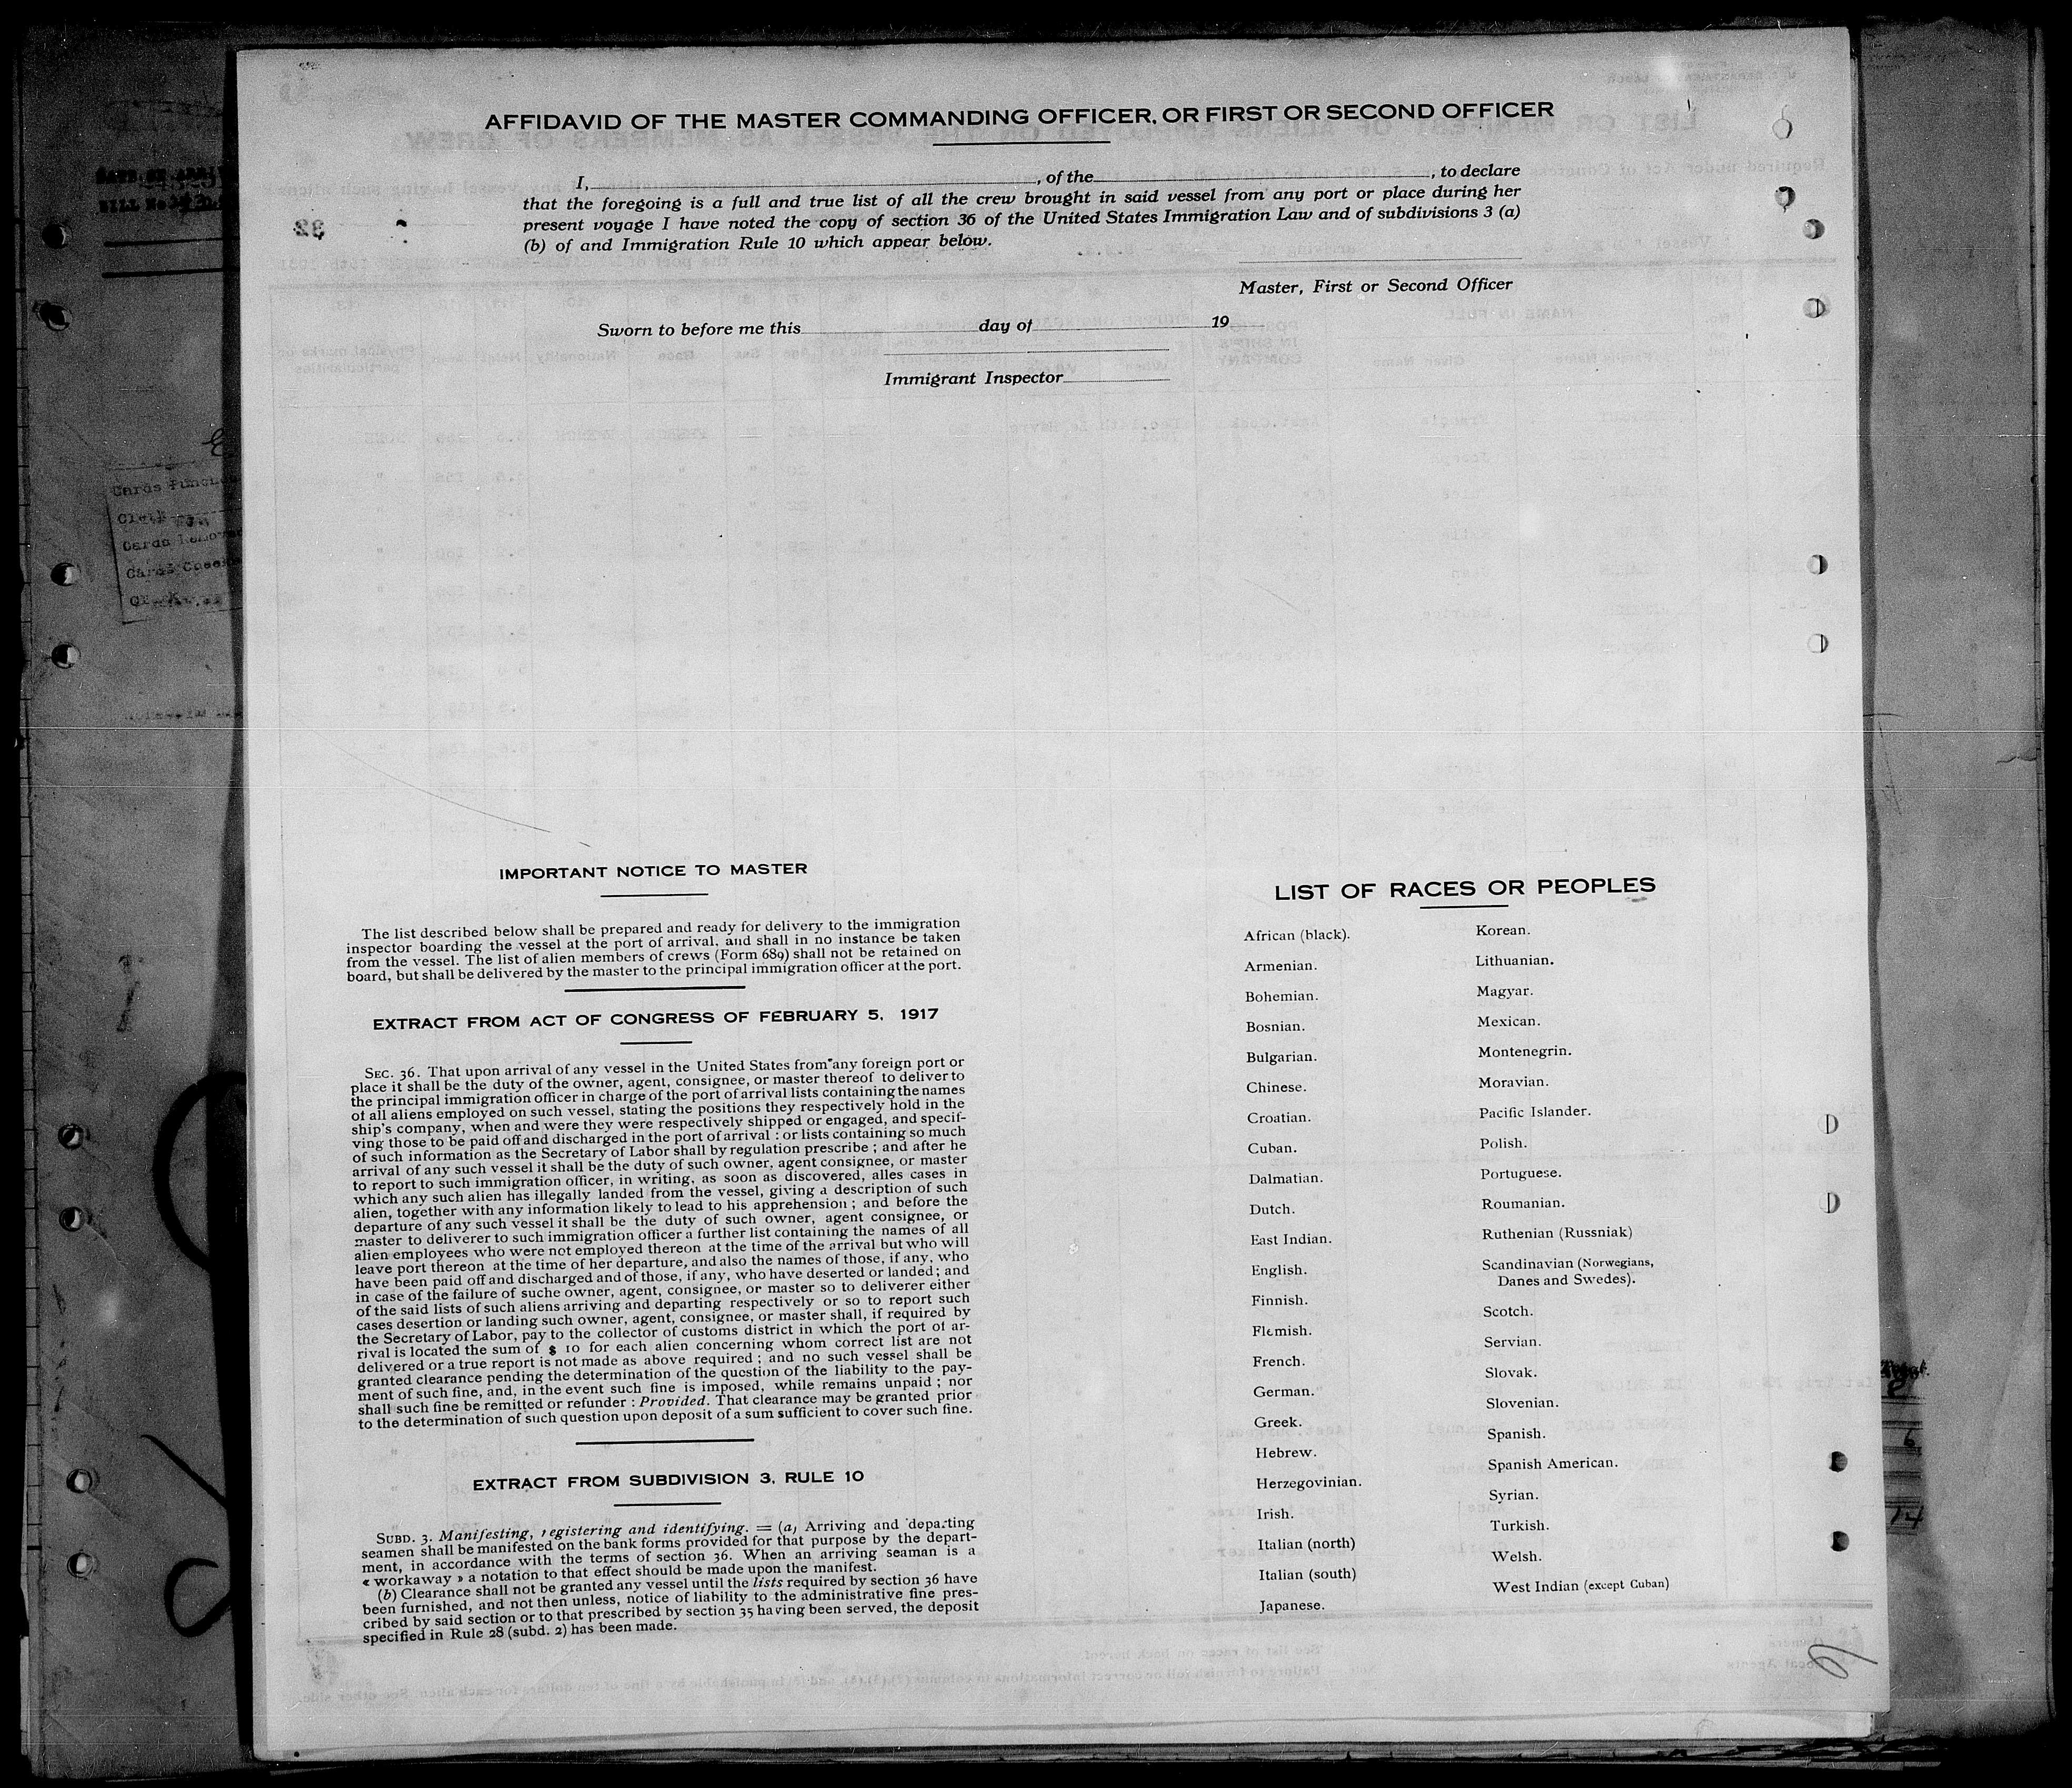 AFFIDAVID OF THE MASTER COMMANDING OFFICER, OR FIRST OR SECOND OFFICER
I, , of the , to declare
that the foregoing is a full and true list of all the crew brought in said vessel from any port or place during her
present voyage I have noted the copy of section 36 of the United States Immigration Law and of subdivisions 3 (a)
(b) of and Immigration Rule 10 which appear below.
Master, First or Second Officer
Sworn to before me this day of 19
Immigrant Inspector
IMPORTANT NOTICE TO MASTER
The list described below shall be prepared and ready for delivery to the immigration
inspector boarding the vessel at the port of arrival, and shall in no instance be taken
from the vessel. The list of alien members of crews (Form 689) shall not be retained on
board, but shall be delivered by the master to the principal immigration officer at the port.
EXTRACT FROM ACT OF CONGRESS OF FEBRUARY 5, 1917
SEC. 36. That upon arrival of any vessel in the United States from any foreign port or
place it shall be the duty of the owner, agent, consignee, or master thereof to deliver to
the principal immigration officer in charge of the port of arrival lists containing the names
of all aliens employed on such vessel, stating the positions they respectively hold in the
ship's company, when and were they were respectively shipped or engaged, and specif-
ving those to be paid off and discharged in the port of arrival : or lists containing so much
of such information as the Secretary of Labor shall by regulation prescribe ; and after he
arrival of any such vessel it shall be the duty of such owner, agent consignee, or master
to report to such immigration officer, in writing, as soon as discovered, alles cases in
which any such alien has illegally landed from the vessel, giving a description of such
alien, together with any information likely to lead to his apprehension ; and before the
departure of any such vessel it shall be the duty of such owner, agent consignee, or
master to deliverer to such immigration officer a further list containing the names of all
alien employees who were not employed thereon at the time of the arrival but who will
leave port thereon at the time of her departure, and also the names of those, if any, who
have been paid off and discharged and of those, if any, who have deserted or landed ; and
in case of the failure of suche owner, agent, consignee, or master so to deliverer either
of the said lists of such aliens arriving and departing respectively or so to report such
cases desertion or landing such owner, agent, consignee, or master shall, if required by
the Secretary of Labor, pay to the collector of customs district in which the port of ar-
rival is located the sum of $ 10 for each alien concerning whom correct list are not
delivered or a true report is not made as above required ; and no such vessel shall be
granted clearance pending the determination of the question of the liability to the pay-
ment of such fine, and, in the event such fine is imposed, while remains unpaid ; nor
shall such fine be remitted or refunder : Provided. That clearance may be granted prior
to the determination of such question upon deposit of a sum sufficient to cover such fine.
EXTRACT FROM SUBDIVISION 3, RULE 10
SUBD. 3. Manifesting, registering and identifying. = (a) Arriving and departing
seamen shall be manifested on the bank forms provided for that purpose by the depart-
ment, in accordance with the terms of section 36. When an arriving seaman is a
« workaway » a notation to that effect should be made upon the manifest.
(b) Clearance shall not be granted any vessel until the lists required by section 36 have
been furnished, and not then unless, notice of liability to the administrative fine pres-
cribed by said section or to that prescribed by section 35 having been served, the deposit
specified in Rule 28 (subd. 2) has been made.
LIST OF RACES OR PEOPLES
African (black).
Armenian.
Bohemian.
Bosnian.
Bulgarian.
Chinese.
Croatian.
Cuban.
Dalmatian.
Dutch.
East Indian.
English.
Finnish.
Flemish.
French.
German.
Greek.
Hebrew.
Herzegovinian.
Irish.
Italian (north)
Italian (south)
Japanese.
Korean.
Lithuanian.
Magyar.
Mexican.
Montenegrin.
Moravian.
Pacific Islander.
Polish.
Portuguese.
Roumanian.
Ruthenian (Russniak)
Scandinavian (Norwegians,
Danes and Swedes).
Scotch.
Servian.
Slovak.
Slovenian.
Spanish.
Spanish American.
Syrian.
Turkish.
Welsh.
West Indian (except Cuban)